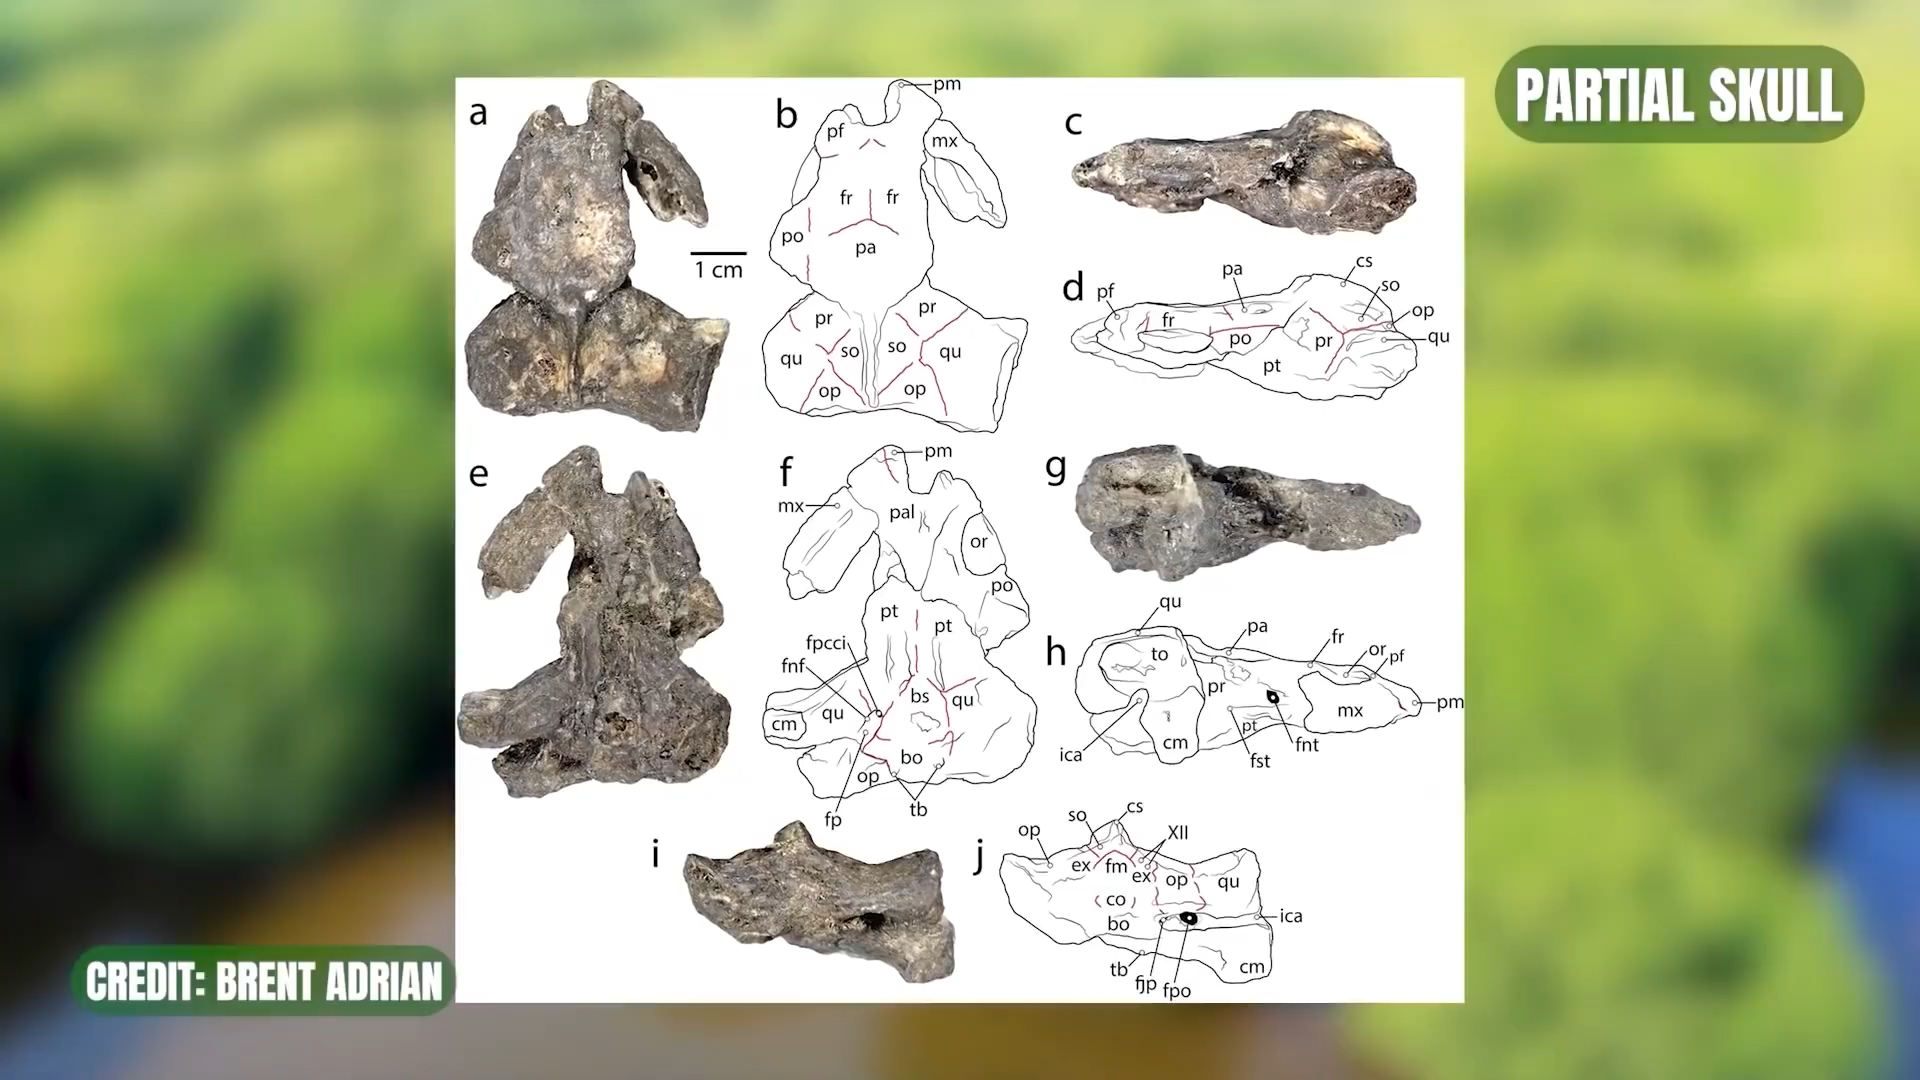 PARTIAL SKULL
a
1 cm
b
pm
pf
mx
fr fr
po
pa
pr pr
qu so so qu
op op
c
d
pf
pa
cs
so
op
qu
fr
po
pr
pt
e
f
pm
mx
pal
or
po
pt pt
fpcci
fnf
bs
qu qu
cm
bo
op
fp
tb
g
h
qu
to
pa
fr
or
pf
pr
pm
mx
pt
fnt
fst
ica
cm
i
j
op
so
cs
XII
ex fm ex
op
qu
co
bo
ica
tb
fjp
fpo
cm
CREDIT: BRENT ADRIAN